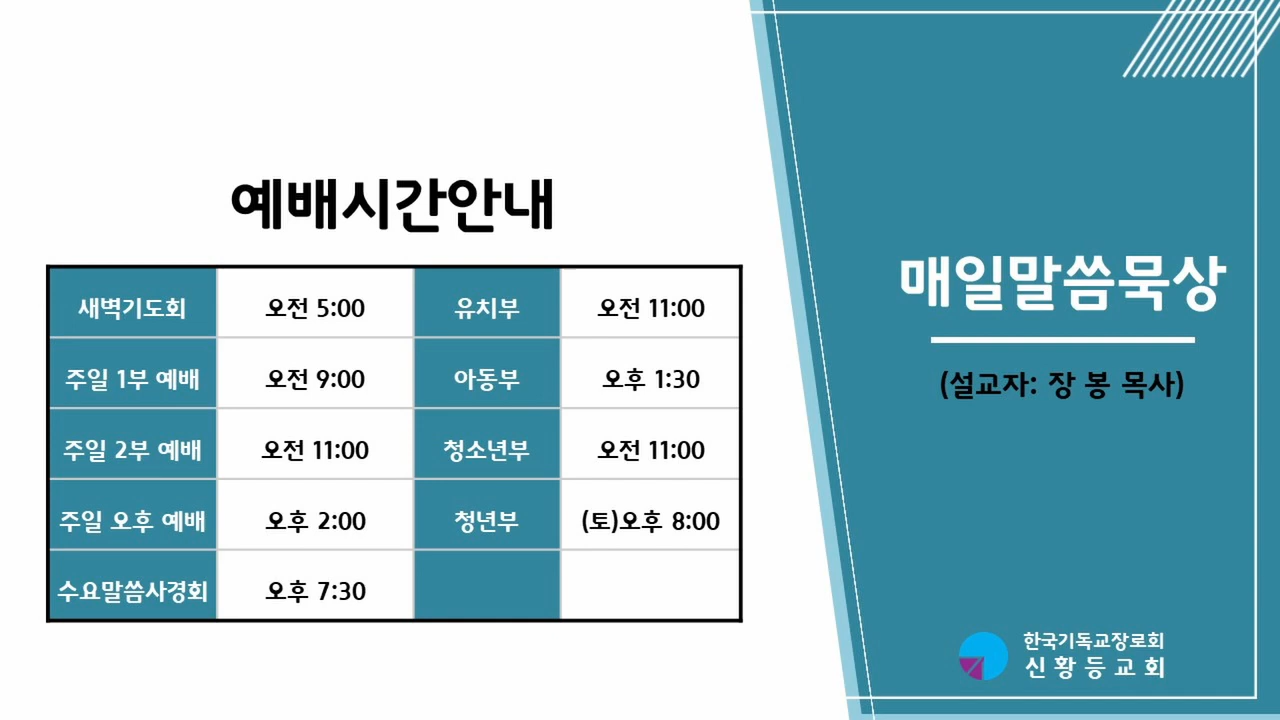 예배시간안내
새벽기도회 오전 5:00 유치부 오전 11:00
주일 1부 예배 오전 9:00 아동부 오후 1:30
주일 2부 예배 오전 11:00 청소년부 오전 11:00
주일 오후 예배 오후 2:00 청년부 (토)오후 8:00
수요말씀사경회 오후 7:30
매일말씀묵상
(설교자: 장 봉 목사)
한국기독교장로회
신황등교회